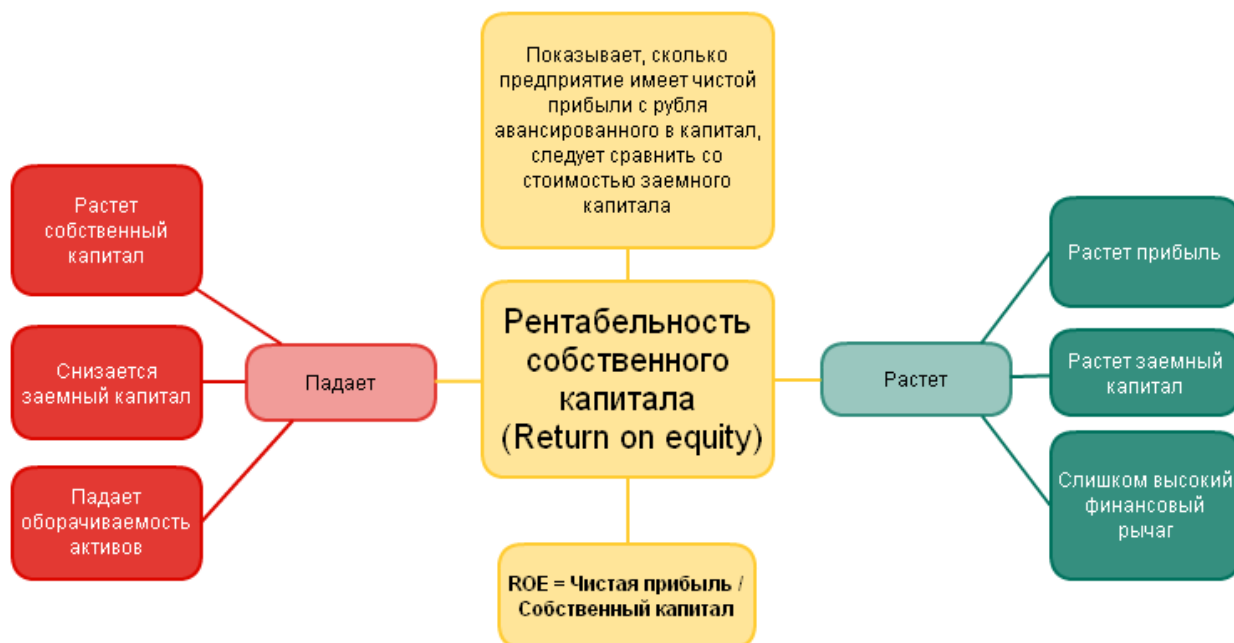 Показывает, сколько
предприятие имеет чистой
прибыли с рубля
авансированного в капитал,
следует сравнить со
стоимостью заемного
капитала
Растет
собственный
капитал
Снизается
заемный капитал
Падает
оборачиваемость
активов
Падает
Рентабельность
собственного
капитала
(Return on equity)
Растет
Растет прибыль
Растет заемный
капитал
Слишком высокий
финансовый
рычаг
ROE = Чистая прибыль /
Собственный капитал